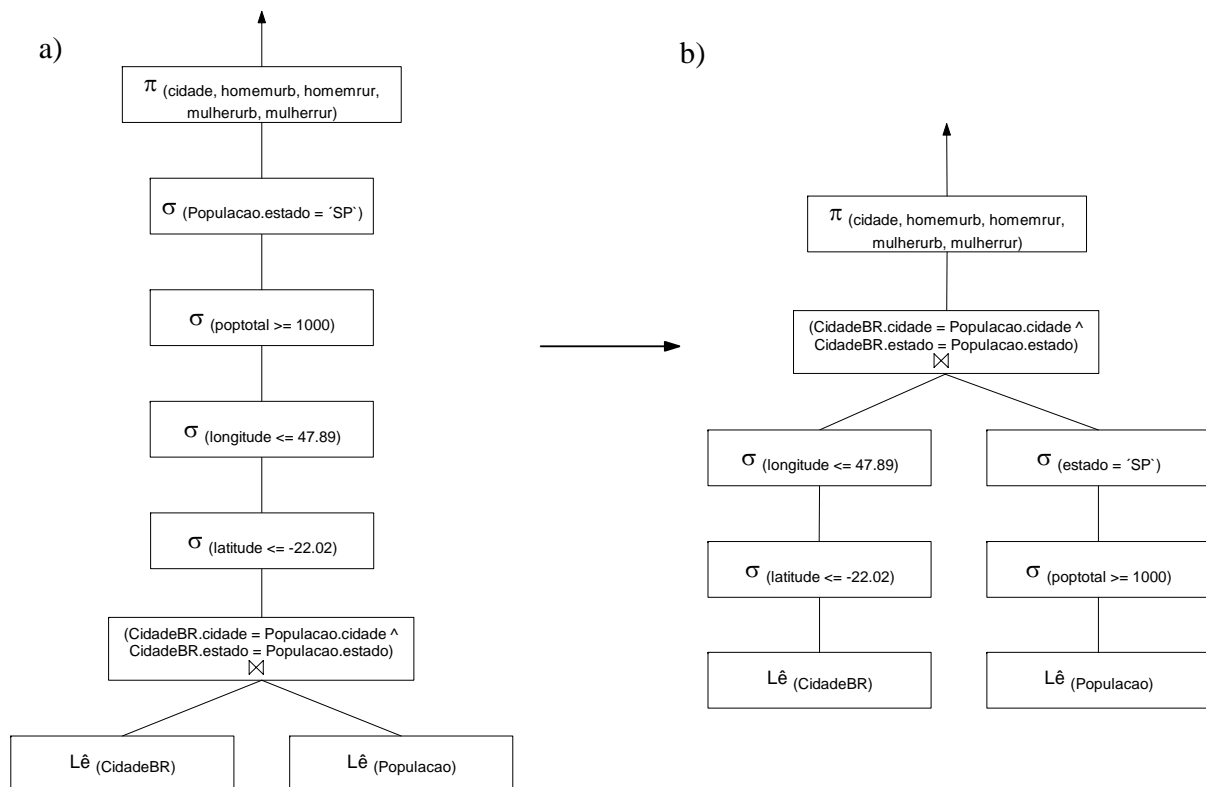 a)
π (cidade, homemurb, homemrur,
mulherurb, mulherrur)
σ (Populacao.estado = ´SP`)
σ (poptotal >= 1000)
σ (longitude <= 47.89)
σ (latitude <= -22.02)
(CidadeBR.cidade = Populacao.cidade ^
CidadeBR.estado = Populacao.estado)
⋈
Lê (CidadeBR)
Lê (Populacao)
b)
π (cidade, homemurb, homemrur,
mulherurb, mulherrur)
(CidadeBR.cidade = Populacao.cidade ^
CidadeBR.estado = Populacao.estado)
⋈
σ (longitude <= 47.89)
σ (estado = ´SP`)
σ (latitude <= -22.02)
σ (poptotal >= 1000)
Lê (CidadeBR)
Lê (Populacao)